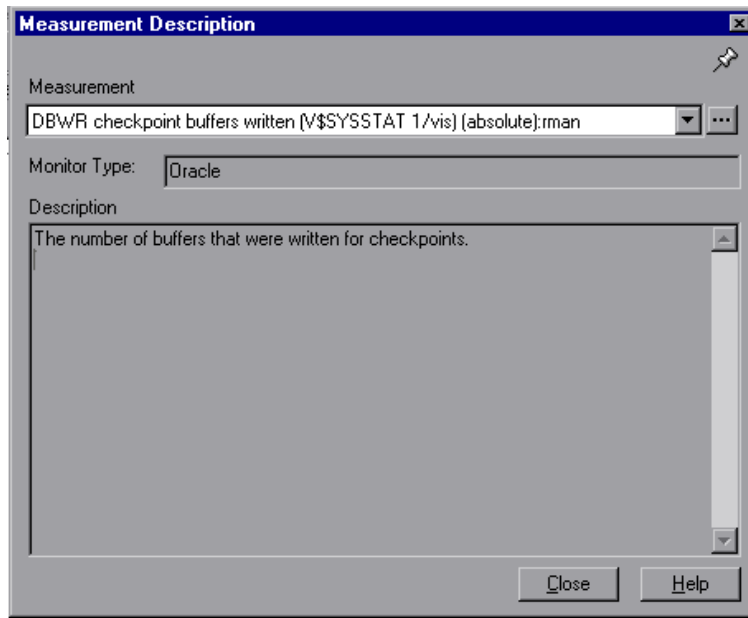 Measurement Description
Measurement
DBWR checkpoint buffers written (V$SYSSTAT 1/vis) (absolute):rman
...
Monitor Type:
Oracle
Description
The number of buffers that were written for checkpoints.
Close
Help